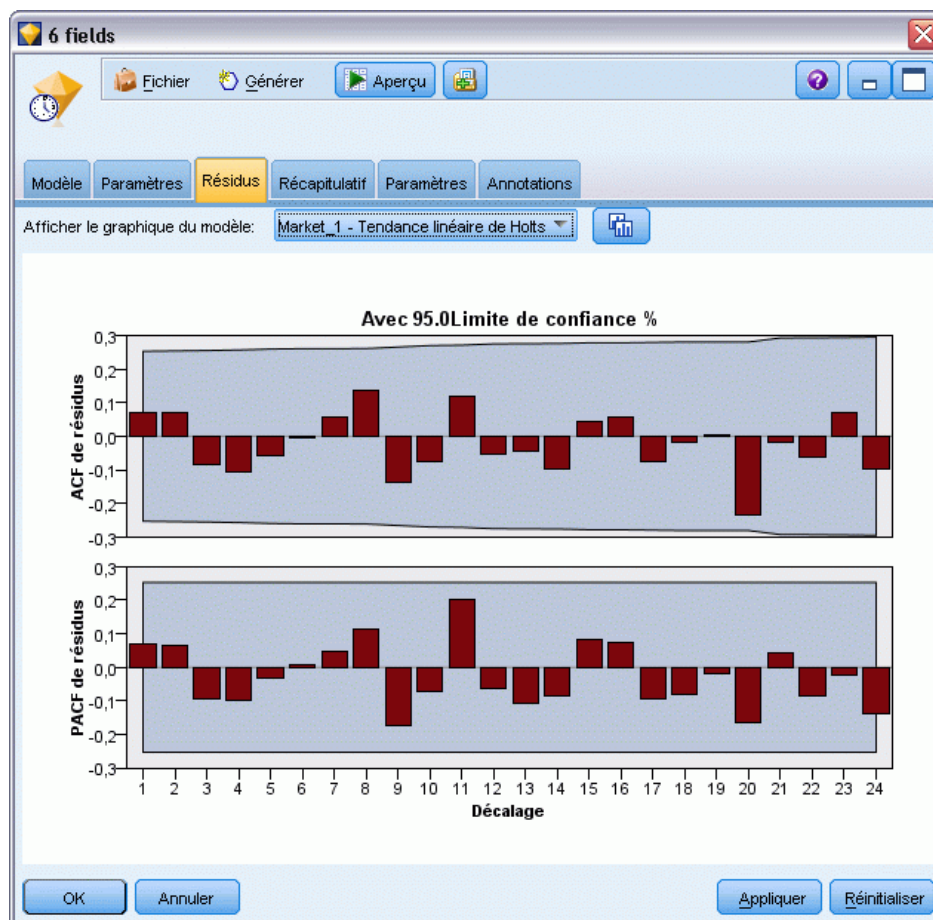 6 fields
Fichier Générer Aperçu
Modèle Paramètres Résidus Récapitulatif Paramètres Annotations
Afficher le graphique du modèle: Market_1 - Tendance linéaire de Holts
Avec 95.0Limite de confiance %
ACF de résidus
0,3
0,2
0,1
0,0
-0,1
-0,2
-0,3
PACF de résidus
0,3
0,2
0,1
0,0
-0,1
-0,2
-0,3
1 2 3 4 5 6 7 8 9 10 11 12 13 14 15 16 17 18 19 20 21 22 23 24
Décalage
OK Annuler Appliquer Réinitialiser